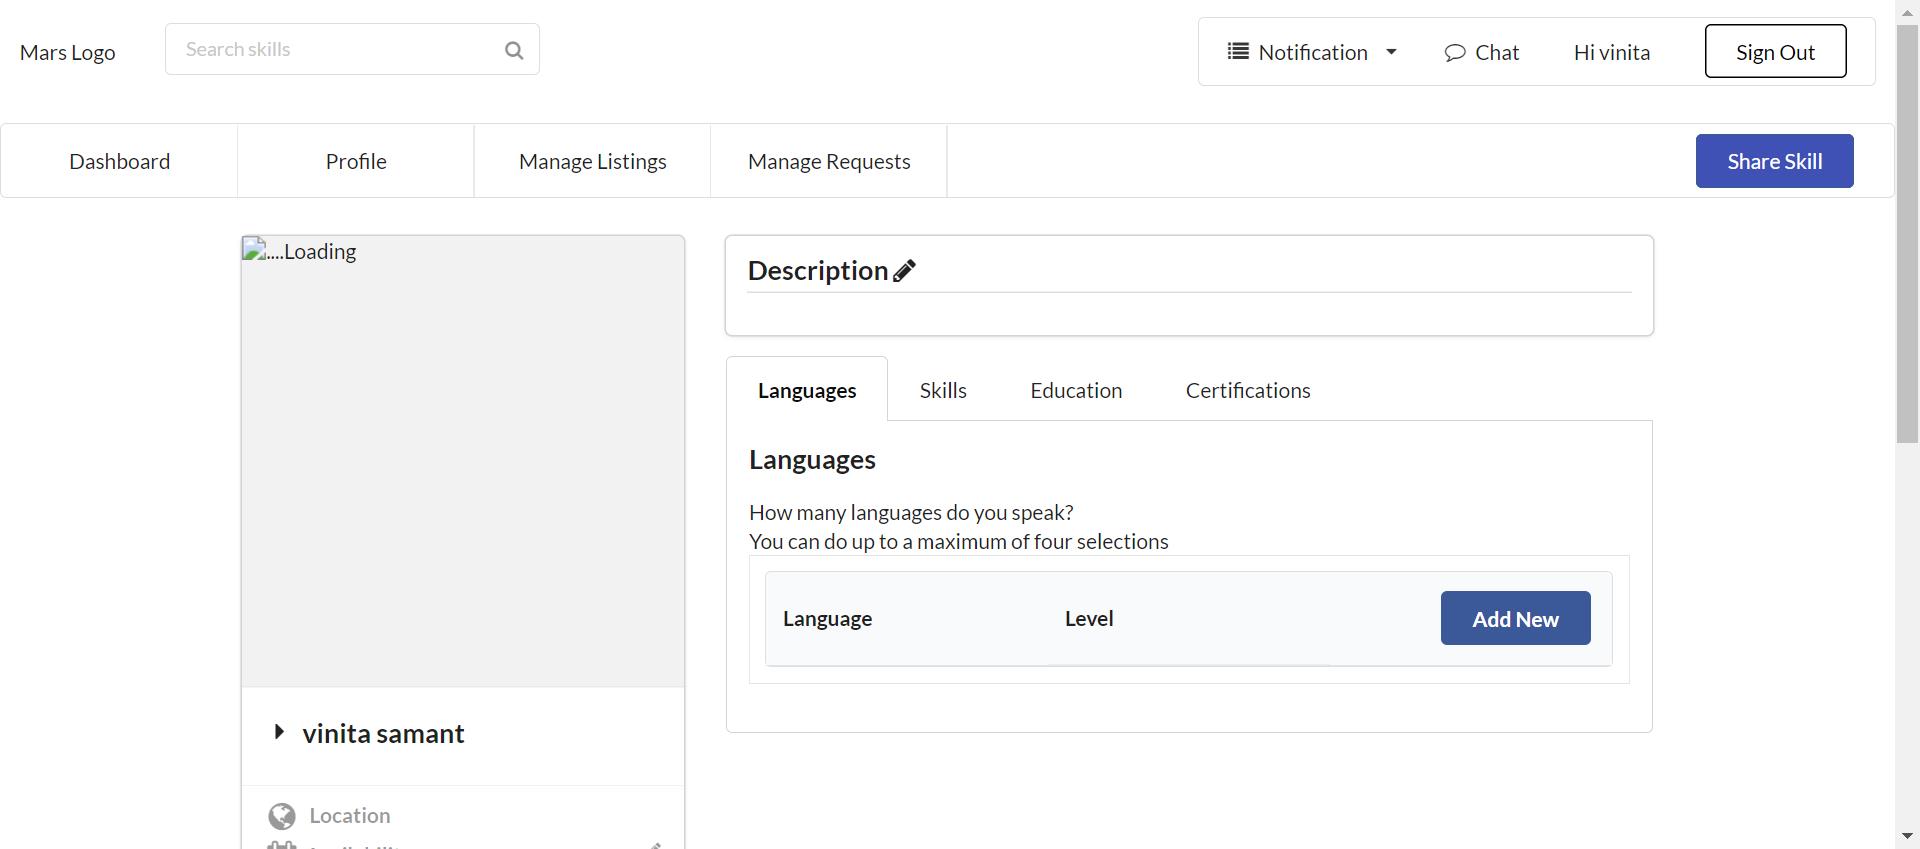 Mars Logo
Search skills
Notification
Chat
Hi vinita
Sign Out
Dashboard
Profile
Manage Listings
Manage Requests
Share Skill
....Loading
Description
Languages
Skills
Education
Certifications
Languages
How many languages do you speak?
You can do up to a maximum of four selections
Language
Level
Add New
vinita samant
Location